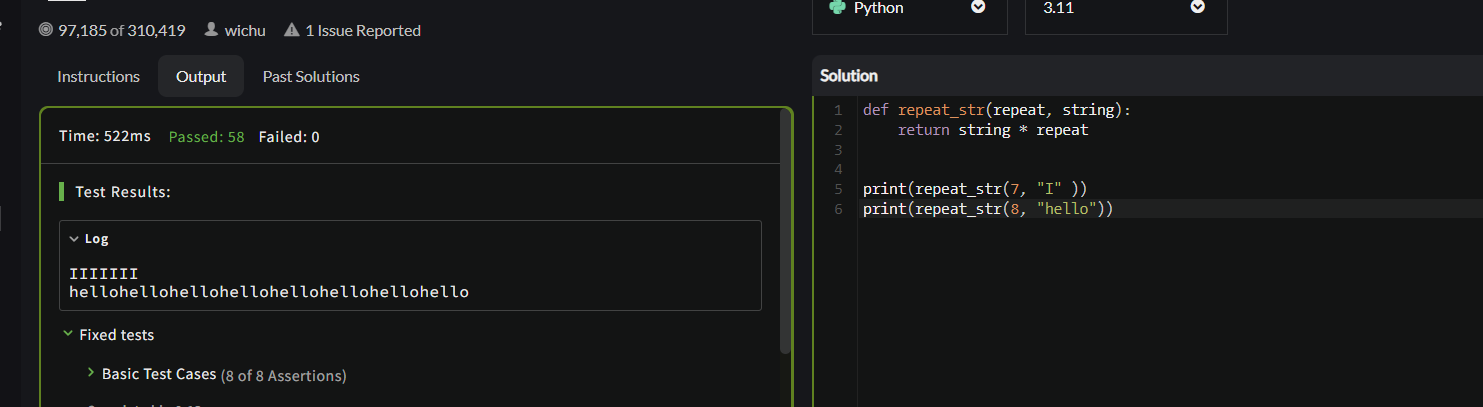 97,185 of 310,419 wichu 1 Issue Reported
Python
3.11
Instructions Output Past Solutions
Time: 522ms Passed: 58 Failed: 0
Test Results:
Log
IIIIIII
hellohellohellohellohellohellohellohello
Fixed tests
Basic Test Cases (8 of 8 Assertions)
Solution
1 def repeat_str(repeat, string):
2 return string * repeat
3
4
5 print(repeat_str(7, "I" ))
6 print(repeat_str(8, "hello"))